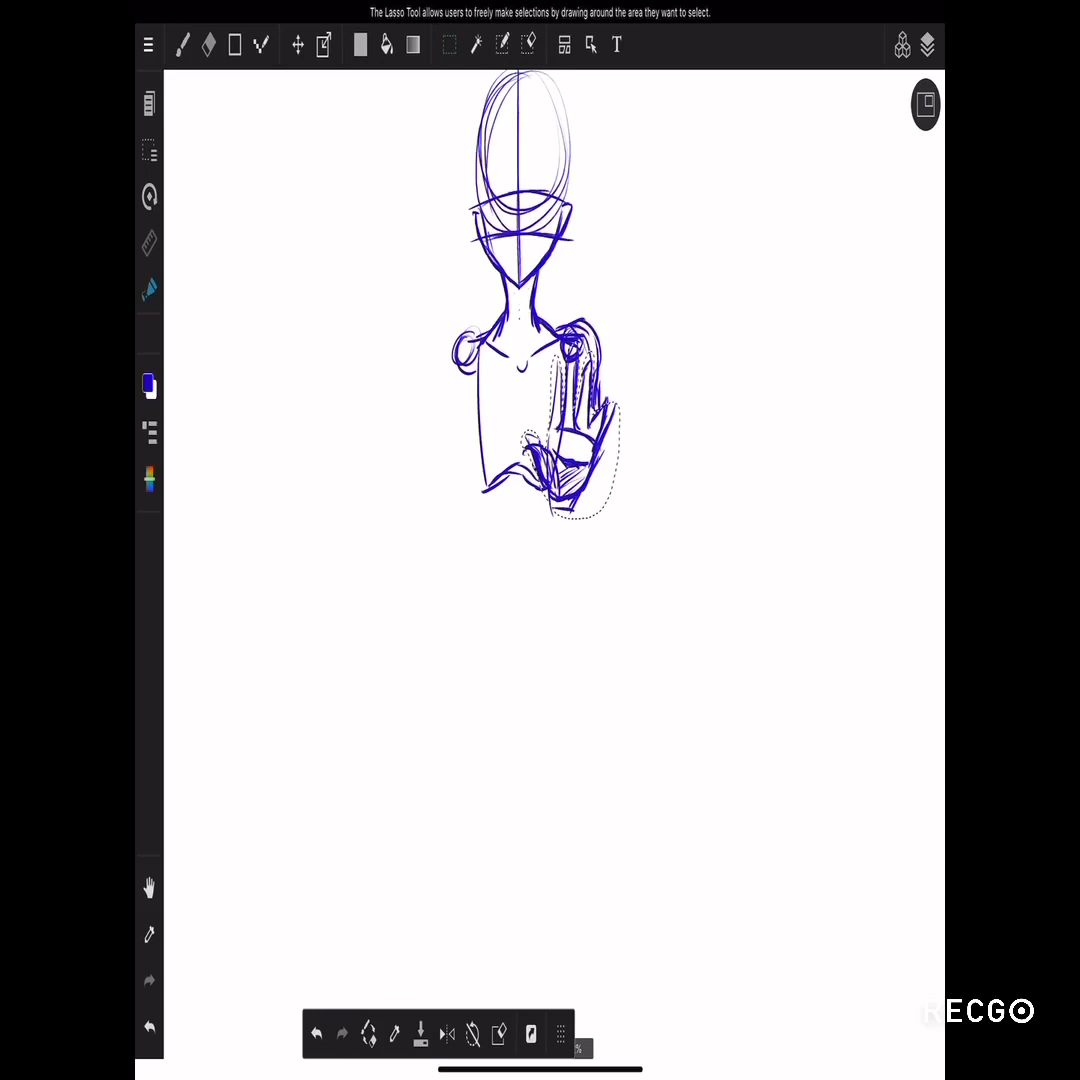 The Lasso Tool allows users to freely make selections by drawing around the area they want to select.
T
%
RECGO